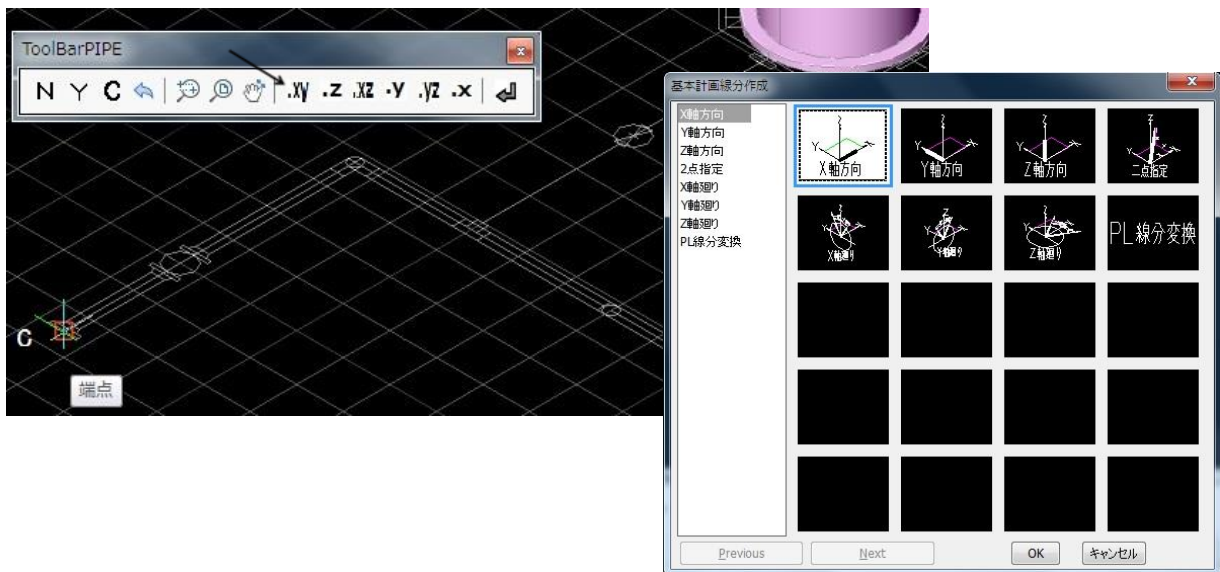 ToolBarPIPE
N Y C .XY .Z .XZ .Y .YZ .X
C
端点
基本計画線分作成
X軸方向
Y軸方向
Z軸方向
2点指定
X軸廻り
Y軸廻り
Z軸廻り
PL線分変換
Z
Y
X軸方向
Z
Y
Y軸方向
Z
Y
Z軸方向
Z
Y
二点指定
X軸廻り
Y軸廻り
Z軸廻り
PL線分変換
Previous Next OK キャンセル